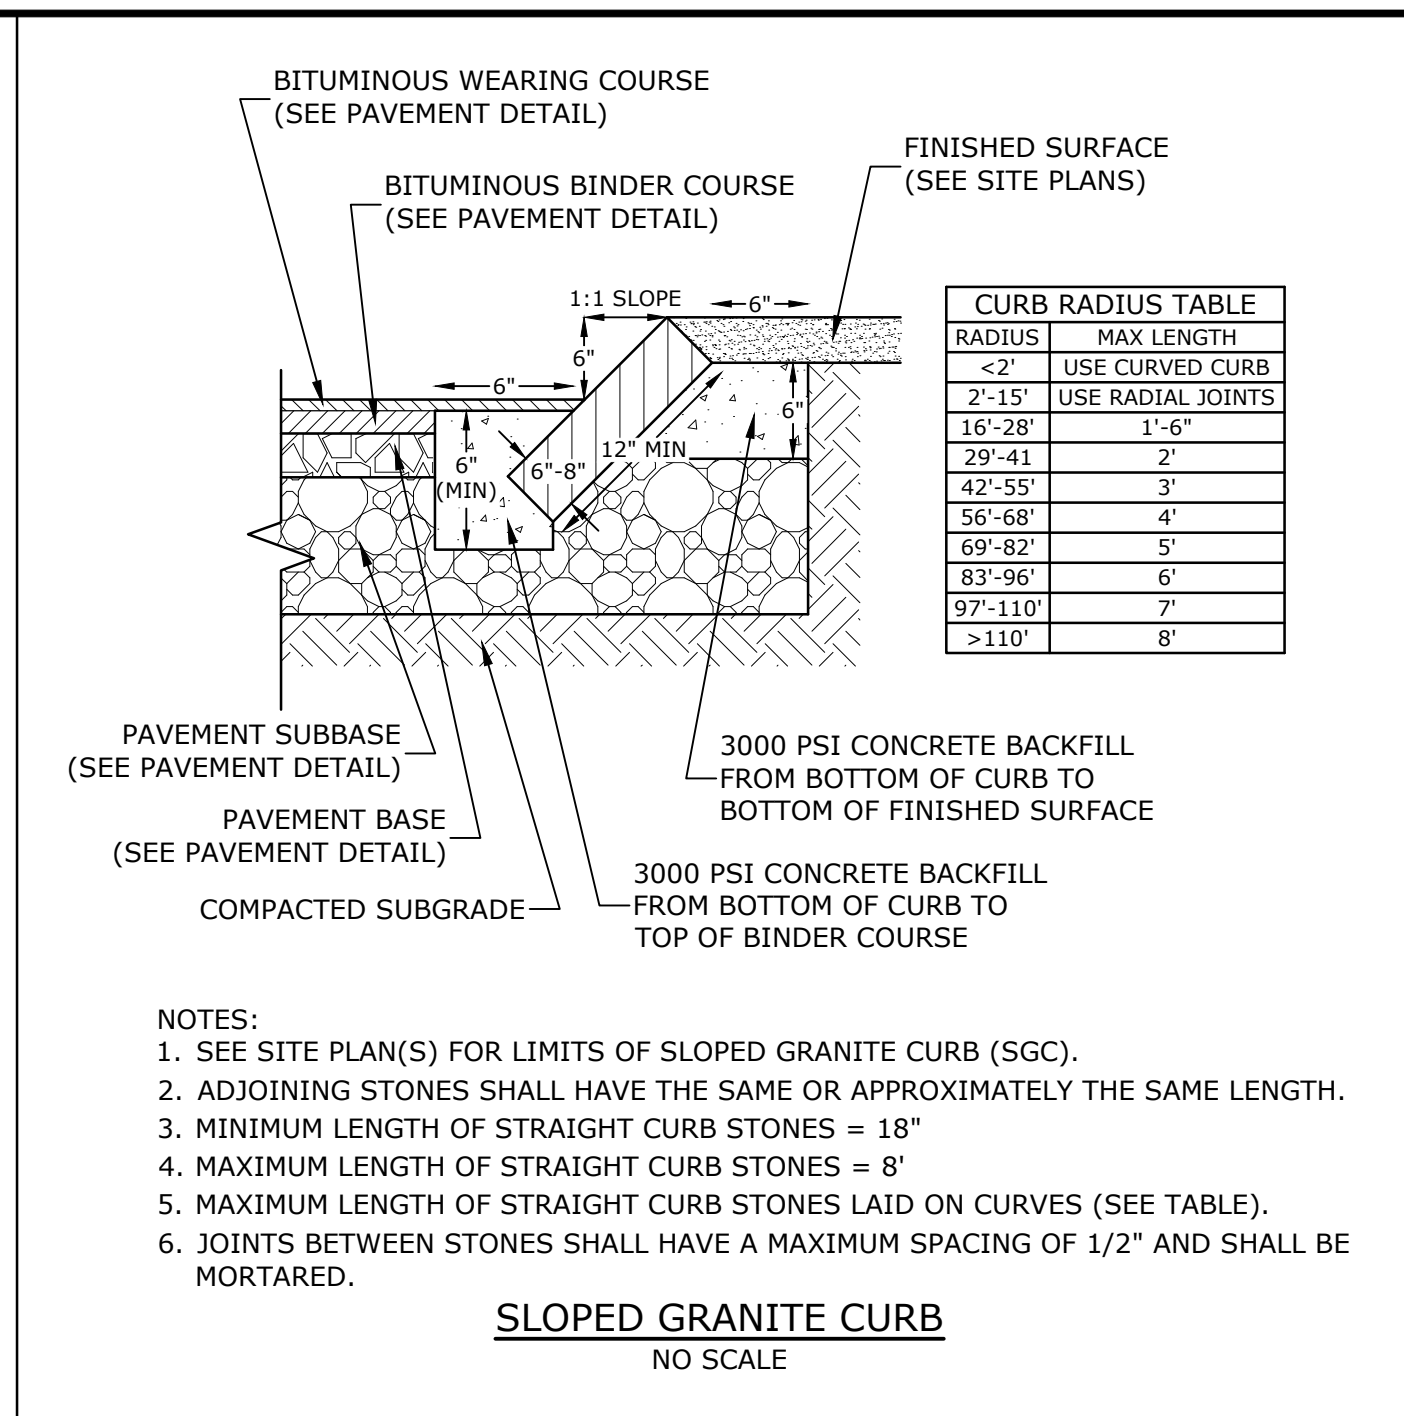 BITUMINOUS WEARING COURSE
(SEE PAVEMENT DETAIL)
FINISHED SURFACE
(SEE SITE PLANS)
BITUMINOUS BINDER COURSE
(SEE PAVEMENT DETAIL)
1:1 SLOPE
6"
6"
6"
6"
12" MIN
6"
(MIN)
6"-8"
CURB RADIUS TABLE
RADIUS MAX LENGTH
<2' USE CURVED CURB
2'-15' USE RADIAL JOINTS
16'-28' 1'-6"
29'-41 2'
42'-55' 3'
56'-68' 4'
69'-82' 5'
83'-96' 6'
97'-110' 7'
>110' 8'
PAVEMENT SUBBASE
(SEE PAVEMENT DETAIL)
PAVEMENT BASE
(SEE PAVEMENT DETAIL)
COMPACTED SUBGRADE
3000 PSI CONCRETE BACKFILL
FROM BOTTOM OF CURB TO
BOTTOM OF FINISHED SURFACE
3000 PSI CONCRETE BACKFILL
FROM BOTTOM OF CURB TO
TOP OF BINDER COURSE
NOTES:
1. SEE SITE PLAN(S) FOR LIMITS OF SLOPED GRANITE CURB (SGC).
2. ADJOINING STONES SHALL HAVE THE SAME OR APPROXIMATELY THE SAME LENGTH.
3. MINIMUM LENGTH OF STRAIGHT CURB STONES = 18"
4. MAXIMUM LENGTH OF STRAIGHT CURB STONES = 8'
5. MAXIMUM LENGTH OF STRAIGHT CURB STONES LAID ON CURVES (SEE TABLE).
6. JOINTS BETWEEN STONES SHALL HAVE A MAXIMUM SPACING OF 1/2" AND SHALL BE
MORTARED.
SLOPED GRANITE CURB
NO SCALE